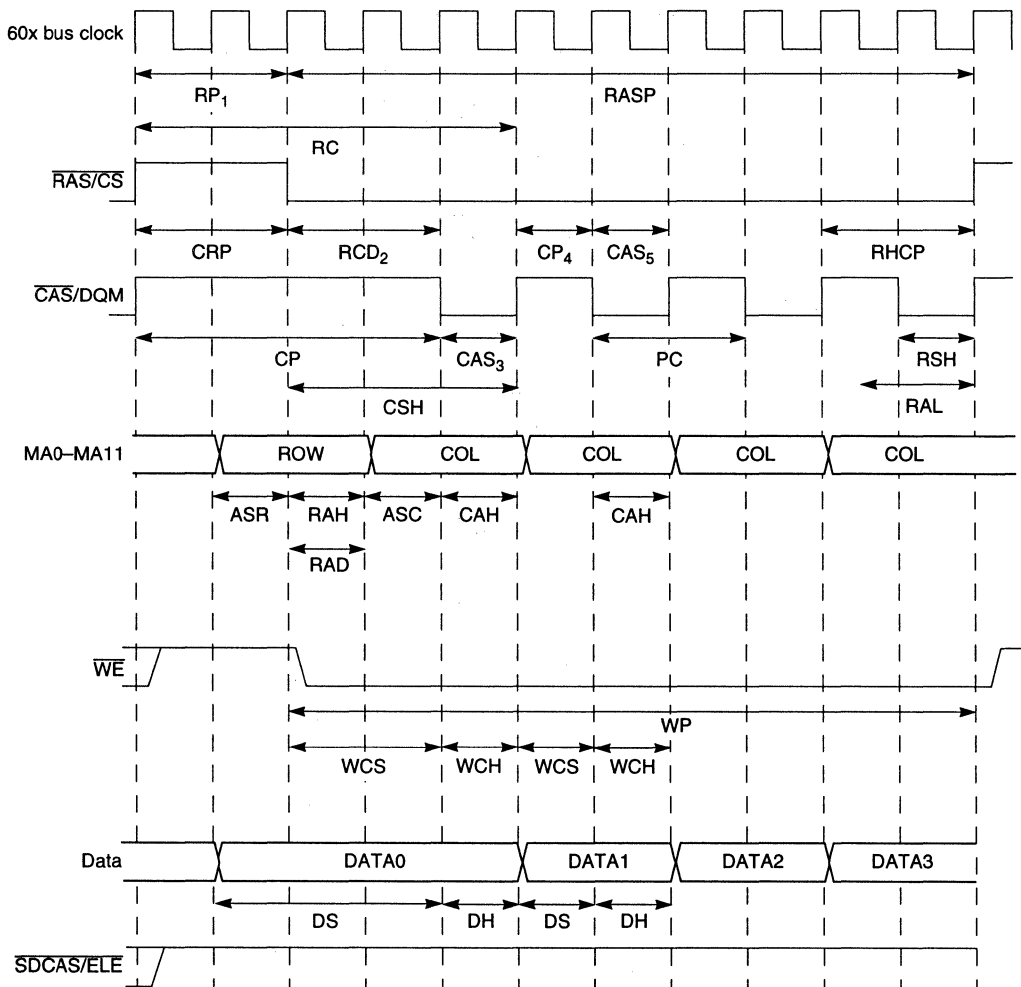 60x bus clock
RP1 RASP
RC
RAS/CS
CRP RCD2 CP4 CAS5 RHCP
CAS/DQM
CP CAS3 PC RSH
CSH RAL
MA0–MA11 ROW COL COL COL COL
ASR RAH ASC CAH CAH
RAD
WE
WP
WCS WCH WCS WCH
Data DATA0 DATA1 DATA2 DATA3
DS DH DS DH
SDCAS/ELE